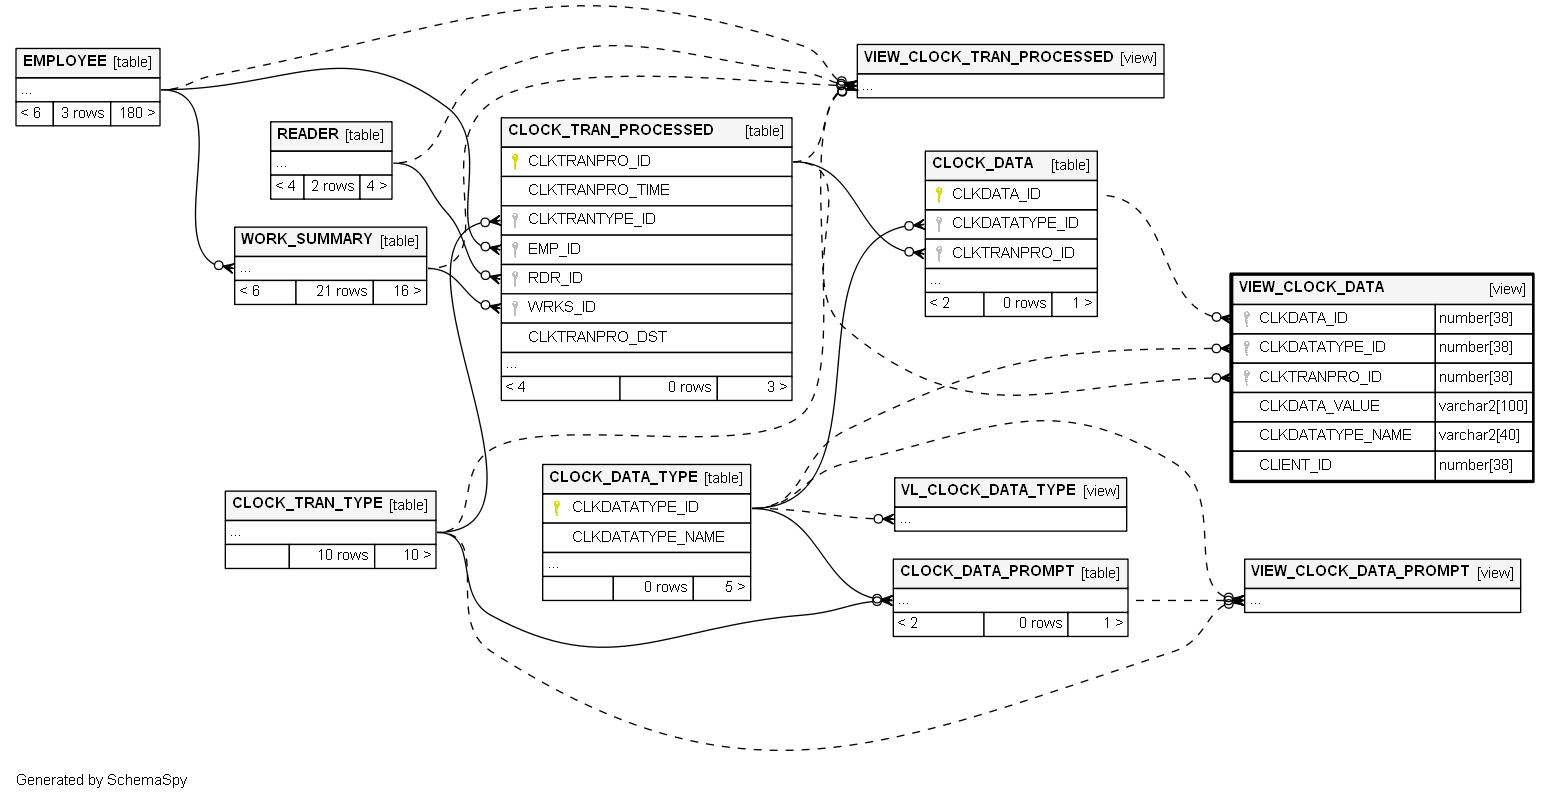 EMPLOYEE [table]
...
< 6 3 rows 180 >
READER [table]
...
< 4 2 rows 4 >
WORK_SUMMARY [table]
...
< 6 21 rows 16 >
CLOCK_TRAN_PROCESSED [table]
CLKTRANPRO_ID
CLKTRANPRO_TIME
CLKTRANTYPE_ID
EMP_ID
RDR_ID
WRKS_ID
CLKTRANPRO_DST
...
< 4 0 rows 3 >
VIEW_CLOCK_TRAN_PROCESSED [view]
...
CLOCK_DATA [table]
CLKDATA_ID
CLKDATATYPE_ID
CLKTRANPRO_ID
...
< 2 0 rows 1 >
VIEW_CLOCK_DATA [view]
CLKDATA_ID number[38]
CLKDATATYPE_ID number[38]
CLKTRANPRO_ID number[38]
CLKDATA_VALUE varchar2[100]
CLKDATATYPE_NAME varchar2[40]
CLIENT_ID number[38]
CLOCK_TRAN_TYPE [table]
...
10 rows 10 >
CLOCK_DATA_TYPE [table]
CLKDATATYPE_ID
CLKDATATYPE_NAME
...
0 rows 5 >
VL_CLOCK_DATA_TYPE [view]
...
CLOCK_DATA_PROMPT [table]
...
< 2 0 rows 1 >
VIEW_CLOCK_DATA_PROMPT [view]
...
Generated by SchemaSpy